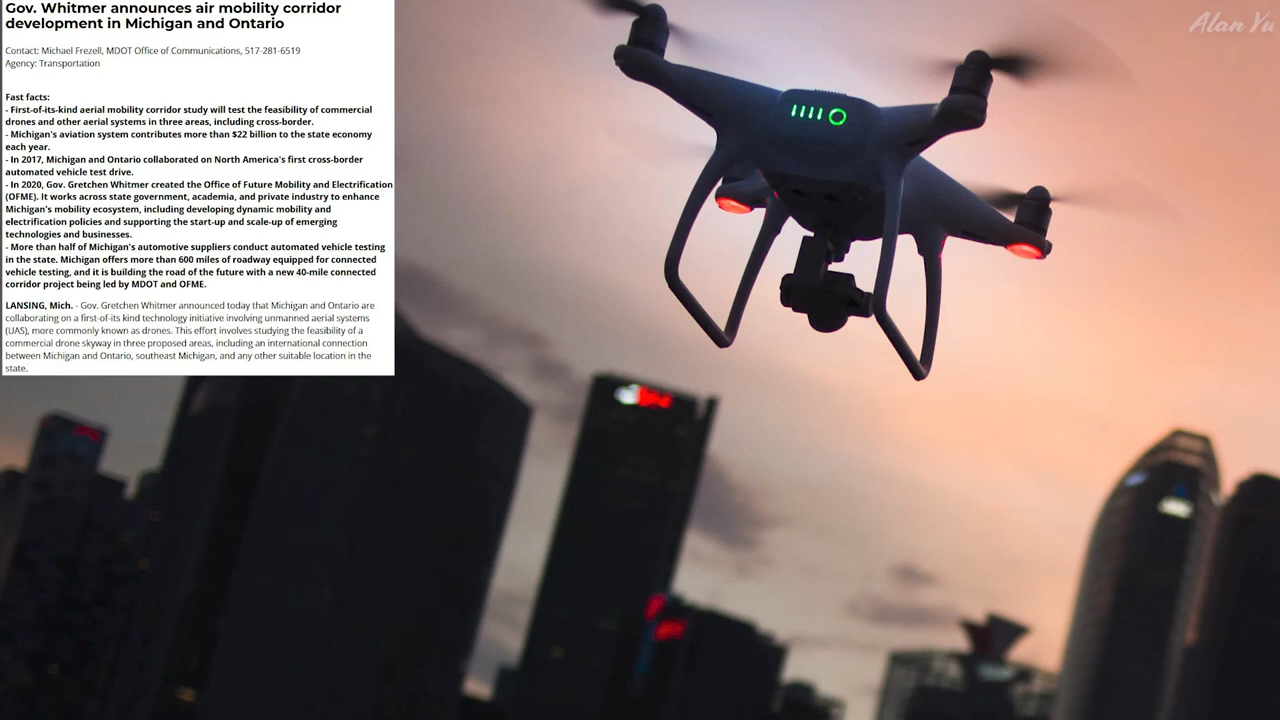 Gov. Whitmer announces air mobility corridor
development in Michigan and Ontario
Contact: Michael Frezell, MDOT Office of Communications, 517-281-6519
Agency: Transportation
Fast facts:
- First-of-its-kind aerial mobility corridor study will test the feasibility of commercial
drones and other aerial systems in three areas, including cross-border.
- Michigan's aviation system contributes more than $22 billion to the state economy
each year.
- In 2017, Michigan and Ontario collaborated on North America's first cross-border
automated vehicle test drive.
- In 2020, Gov. Gretchen Whitmer created the Office of Future Mobility and Electrification
(OFME). It works across state government, academia, and private industry to enhance
Michigan's mobility ecosystem, including developing dynamic mobility and
electrification policies and supporting the start-up and scale-up of emerging
technologies and businesses.
- More than half of Michigan's automotive suppliers conduct automated vehicle testing
in the state. Michigan offers more than 600 miles of roadway equipped for connected
vehicle testing, and it is building the road of the future with a new 40-mile connected
corridor project being led by MDOT and OFME.
LANSING, Mich. - Gov. Gretchen Whitmer announced today that Michigan and Ontario are
collaborating on a first-of-its kind technology initiative involving unmanned aerial systems
(UAS), more commonly known as drones. This effort involves studying the feasibility of a
commercial drone skyway in three proposed areas, including an international connection
between Michigan and Ontario, southeast Michigan, and any other suitable location in the
state.
Alan Yu